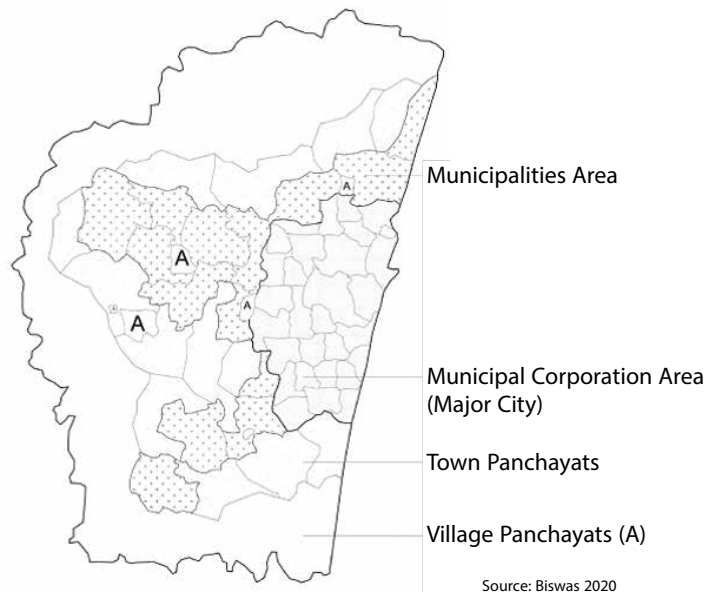 A
Municipalities Area
A
A
A
Municipal Corporation Area
(Major City)
Town Panchayats
Village Panchayats (A)
Source: Biswas 2020